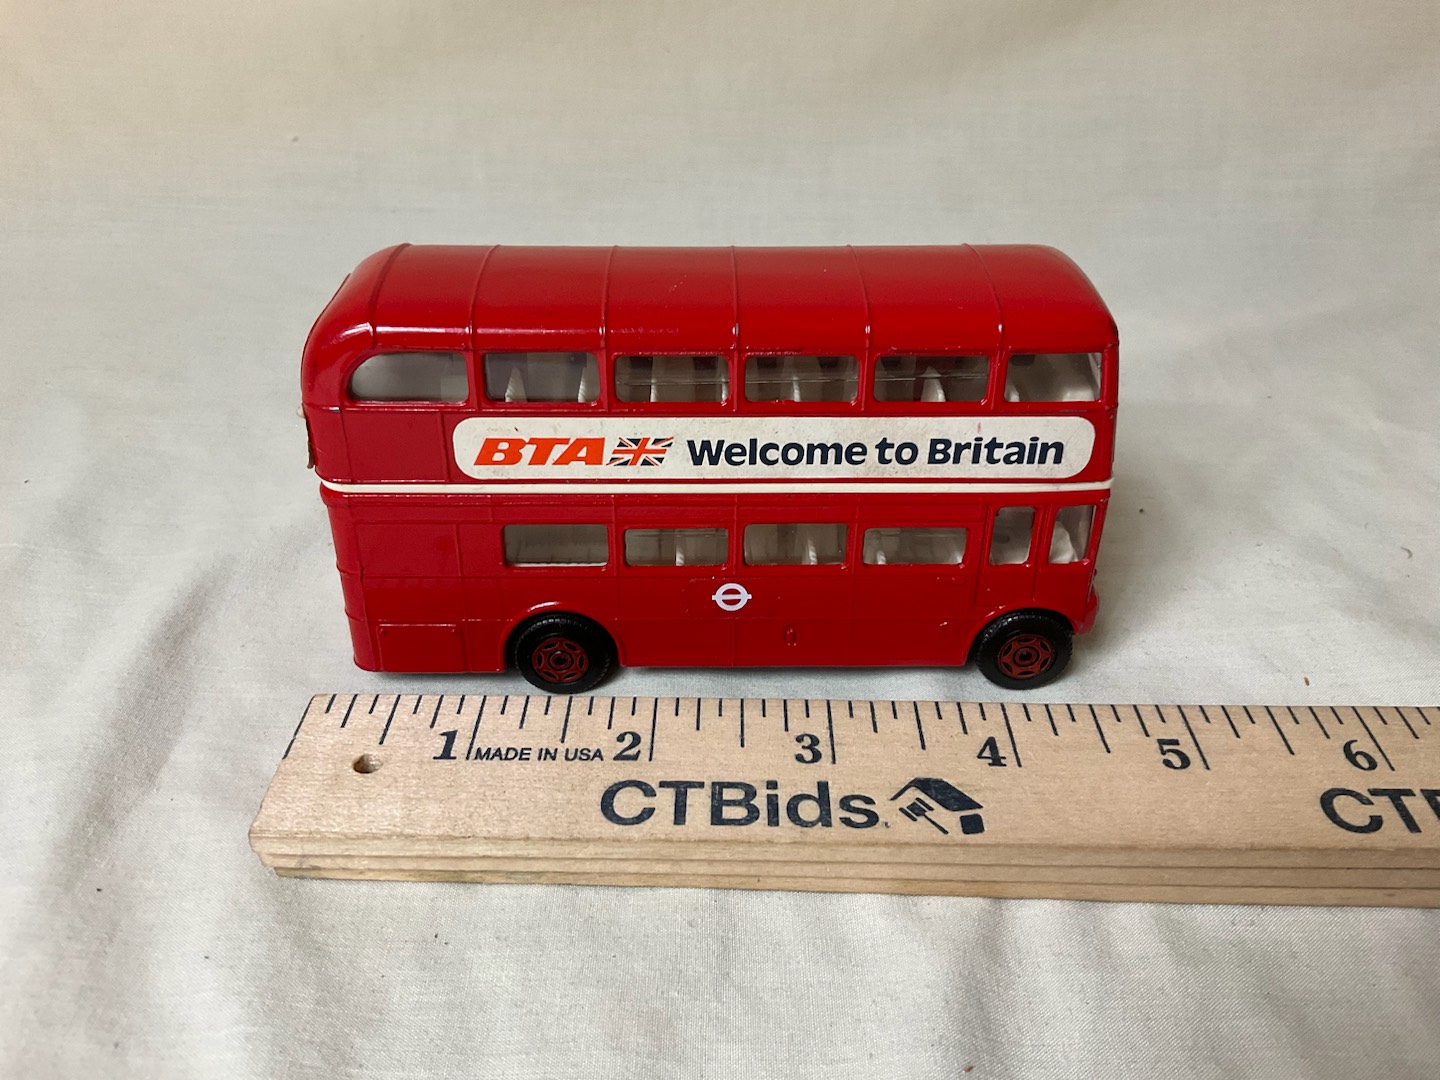 BTA Welcome to Britain
1 MADE IN USA 2 3 4 5 6
CTBids. CT